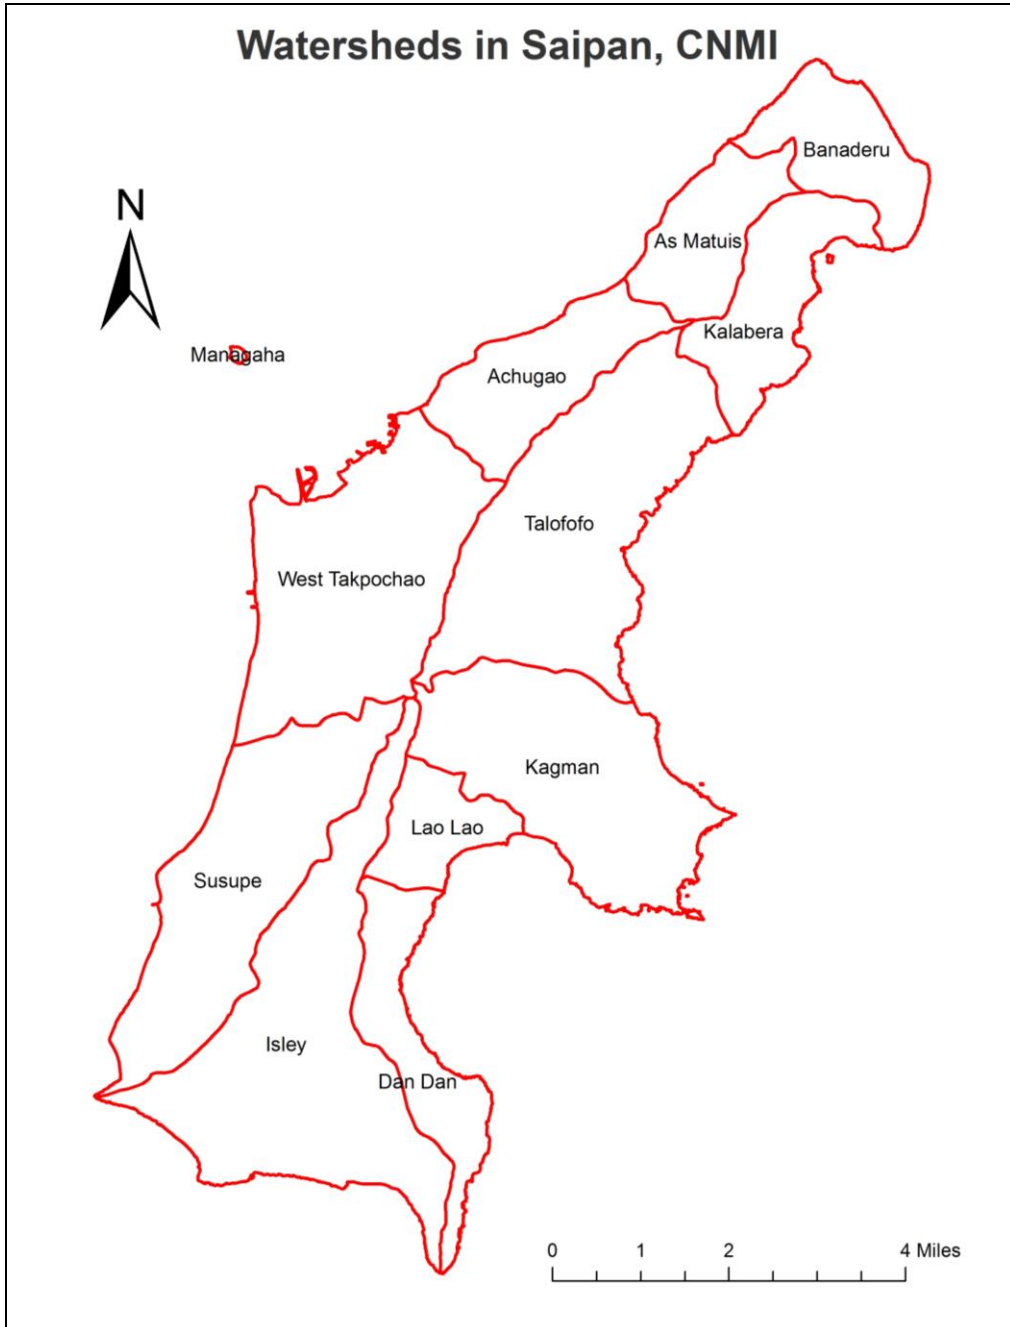 Watersheds in Saipan, CNMI
Banaderu
N
As Matuis
Kalabera
Managaha
Achugao
Talofofo
West Takpochao
Kagman
Lao Lao
Susupe
Isley
Dan Dan
0 1 2 4 Miles